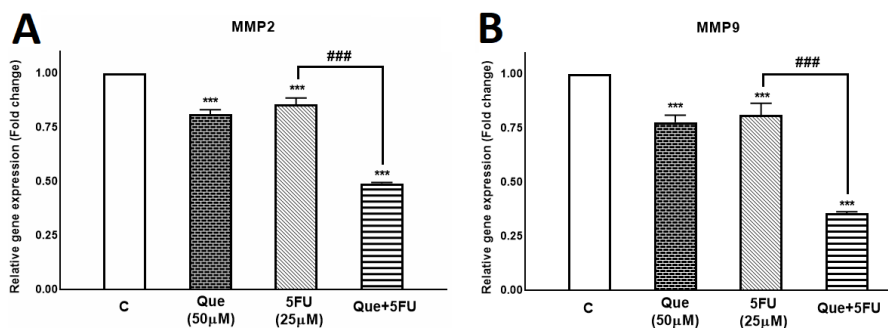 A
MMP2
Relative gene expression (Fold change)
1.00
0.75
0.50
0.25
0.00
***
***
###
***
C
Que
(50µM)
5FU
(25µM)
Que+5FU
B
MMP9
Relative gene expression (Fold change)
1.00
0.75
0.50
0.25
0.00
***
***
###
***
C
Que
(50µM)
5FU
(25µM)
Que+5FU